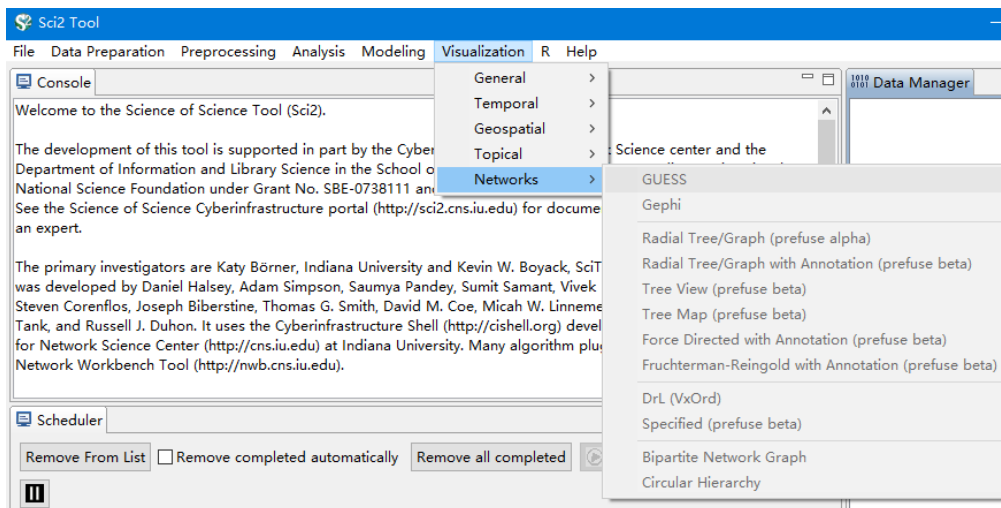 Sci2 Tool
File Data Preparation Preprocessing Analysis Modeling Visualization R Help
Console
Data Manager
General
Temporal
Geospatial
Topical
Networks
Welcome to the Science of Science Tool (Sci2).
The development of this tool is supported in part by the Cyber Science center and the
Department of Information and Library Science in the School o
National Science Foundation under Grant No. SBE-0738111 an
See the Science of Science Cyberinfrastructure portal (http://sci2.cns.iu.edu) for docume
an expert.
The primary investigators are Katy Börner, Indiana University and Kevin W. Boyack, SciT
was developed by Daniel Halsey, Adam Simpson, Saumya Pandey, Sumit Samant, Vivek
Steven Corenflos, Joseph Biberstine, Thomas G. Smith, David M. Coe, Micah W. Linneme
Tank, and Russell J. Duhon. It uses the Cyberinfrastructure Shell (http://cishell.org) devel
for Network Science Center (http://cns.iu.edu) at Indiana University. Many algorithm plu
Network Workbench Tool (http://nwb.cns.iu.edu).
GUESS
Gephi
Radial Tree/Graph (prefuse alpha)
Radial Tree/Graph with Annotation (prefuse beta)
Tree View (prefuse beta)
Tree Map (prefuse beta)
Force Directed with Annotation (prefuse beta)
Fruchterman-Reingold with Annotation (prefuse beta)
DrL (VxOrd)
Specified (prefuse beta)
Bipartite Network Graph
Circular Hierarchy
Scheduler
Remove From List Remove completed automatically Remove all completed